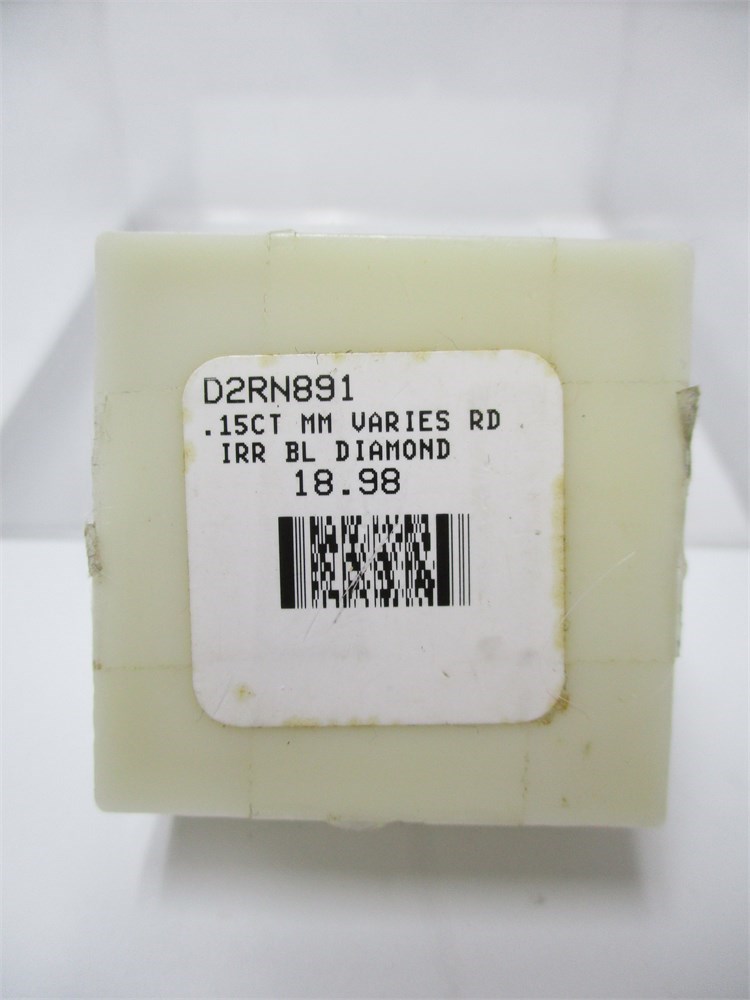 D2RN891
.15CT MM VARIES RD
IRR BL DIAMOND
18.98